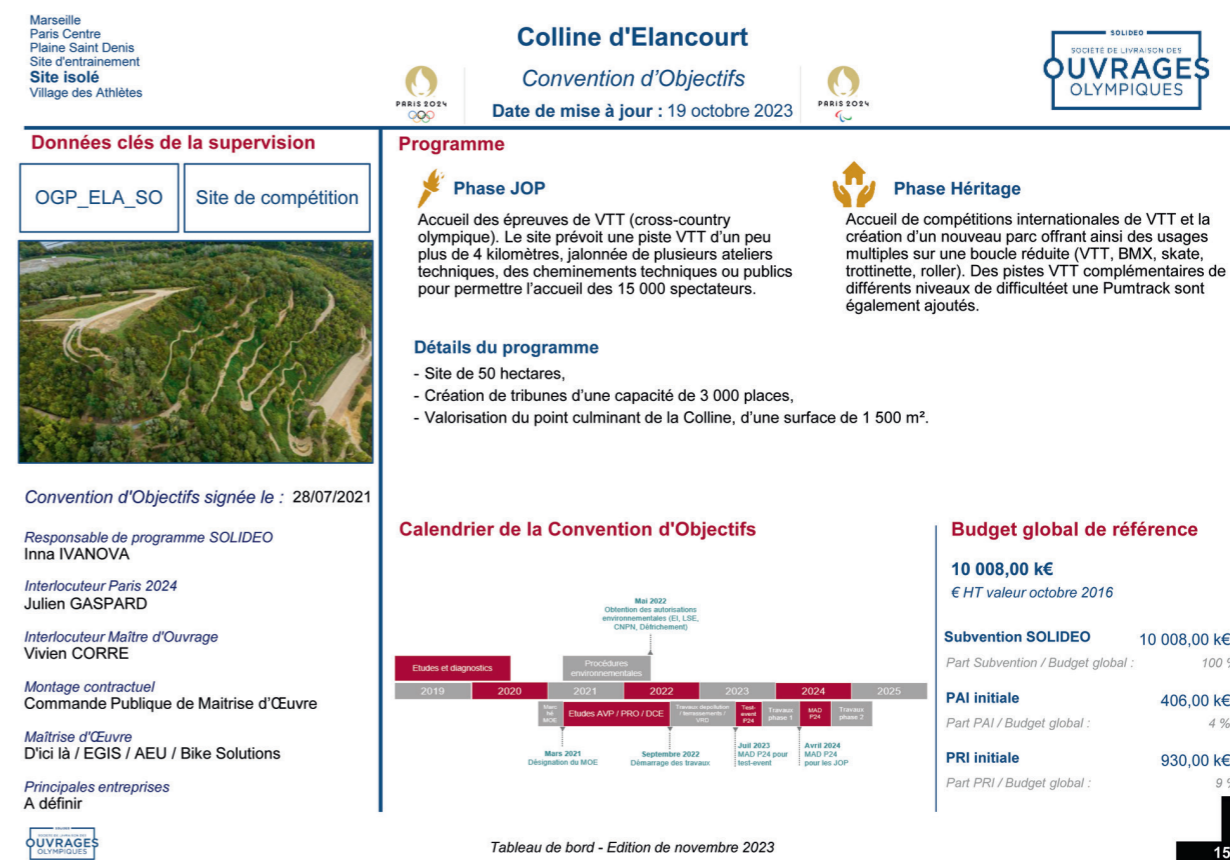 Marseille
Paris Centre
Plaine Saint Denis
Site d'entrainement
Site isolé
Village des Athlètes
Colline d'Elancourt
Convention d'Objectifs
Date de mise à jour : 19 octobre 2023
PARIS 2024
PARIS 2024
SOLIDEO
SOCIÉTÉ DE LIVRAISON DES
OUVRAGES
OLYMPIQUES
Données clés de la supervision
OGP_ELA_SO
Site de compétition
Convention d'Objectifs signée le : 28/07/2021
Responsable de programme SOLIDEO
Inna IVANOVA
Interlocuteur Paris 2024
Julien GASPARD
Interlocuteur Maître d'Ouvrage
Vivien CORRE
Montage contractuel
Commande Publique de Maitrise d'Œuvre
Maîtrise d'Œuvre
D'ici là / EGIS / AEU / Bike Solutions
Principales entreprises
A définir
Programme
Phase JOP
Accueil des épreuves de VTT (cross-country
olympique). Le site prévoit une piste VTT d'un peu
plus de 4 kilomètres, jalonnée de plusieurs ateliers
techniques, des cheminements techniques ou publics
pour permettre l'accueil des 15 000 spectateurs.
Phase Héritage
Accueil de compétitions internationales de VTT et la
création d'un nouveau parc offrant ainsi des usages
multiples sur une boucle réduite (VTT, BMX, skate,
trottinette, roller). Des pistes VTT complémentaires de
différents niveaux de difficultéet une Pumtrack sont
également ajoutés.
Détails du programme
- Site de 50 hectares,
- Création de tribunes d'une capacité de 3 000 places,
- Valorisation du point culminant de la Colline, d'une surface de 1 500 m².
Calendrier de la Convention d'Objectifs
Mai 2022
Obtention des autorisations
environnementales (EI, LSE,
CNPN, Défrichement)
Etudes et diagnostics
Procédures
environnementales
2019 2020 2021 2022 2023 2024 2025
Marc
hé
MOE
Etudes AVP / PRO / DCE
Travaux dépollution
/ terrassements /
VRD
Test-
event
P24
Travaux
phase 1
MAD
P24
Travaux
phase 2
Mars 2021
Désignation du MOE
Septembre 2022
Démarrage des travaux
Juil 2023
MAD P24 pour
test-event
Avril 2024
MAD P24
pour les JOP
Budget global de référence
10 008,00 k€
€ HT valeur octobre 2016
Subvention SOLIDEO 10 008,00 k€
Part Subvention / Budget global : 100 %
PAI initiale 406,00 k€
Part PAI / Budget global : 4 %
PRI initiale 930,00 k€
Part PRI / Budget global : 9 %
OUVRAGES
OLYMPIQUES
Tableau de bord - Edition de novembre 2023
15